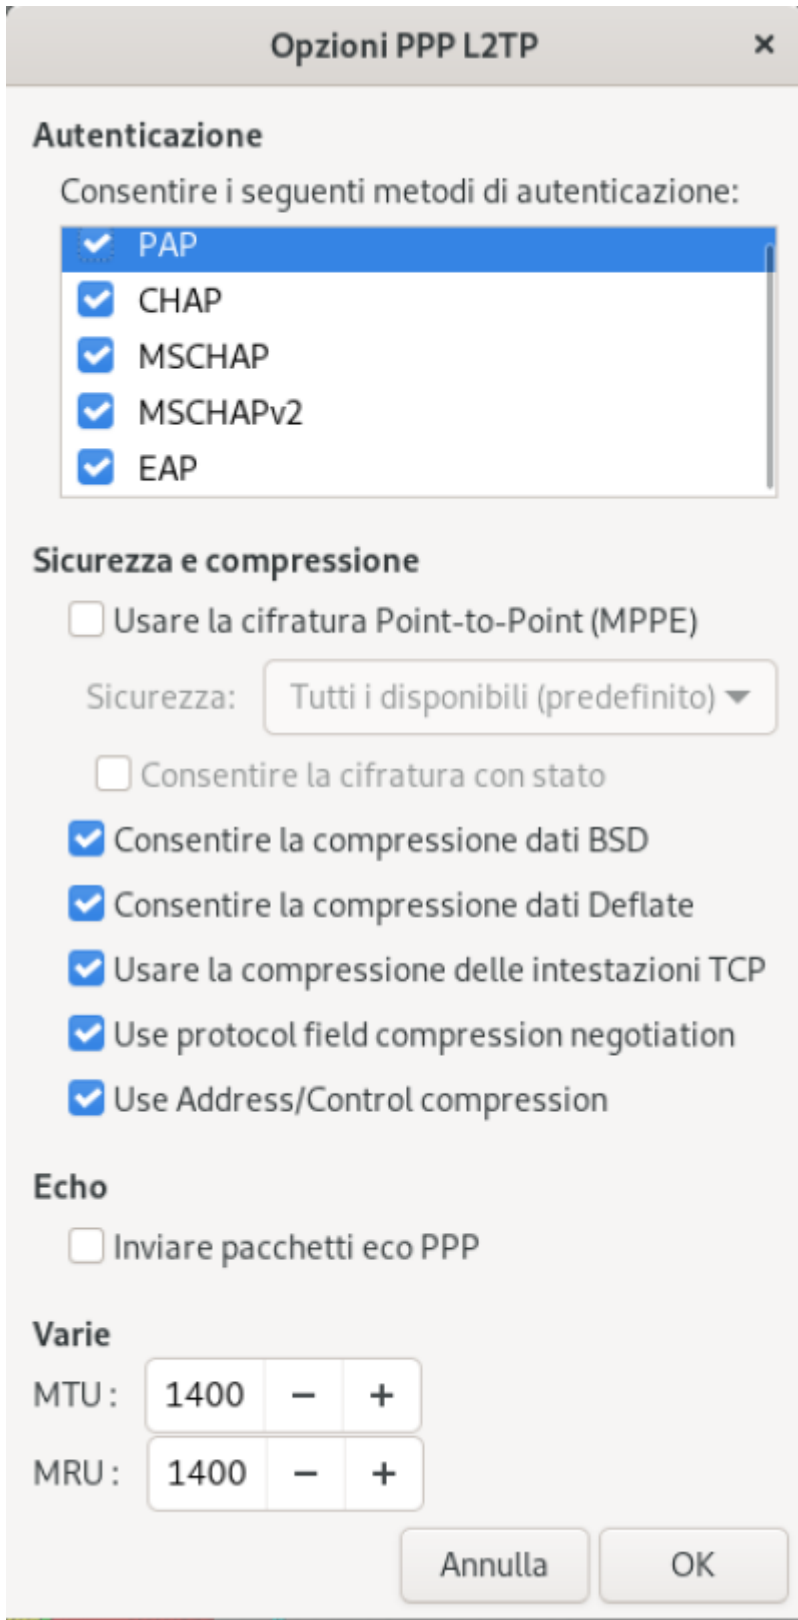 Opzioni PPP L2TP
Autenticazione
Consentire i seguenti metodi di autenticazione:
PAP
CHAP
MSCHAP
MSCHAPv2
EAP
Sicurezza e compressione
Usare la cifratura Point-to-Point (MPPE)
Sicurezza: Tutti i disponibili (predefinito)
Consentire la cifratura con stato
Consentire la compressione dati BSD
Consentire la compressione dati Deflate
Usare la compressione delle intestazioni TCP
Use protocol field compression negotiation
Use Address/Control compression
Echo
Inviare pacchetti eco PPP
Varie
MTU : 1400 − +
MRU : 1400 − +
Annulla OK